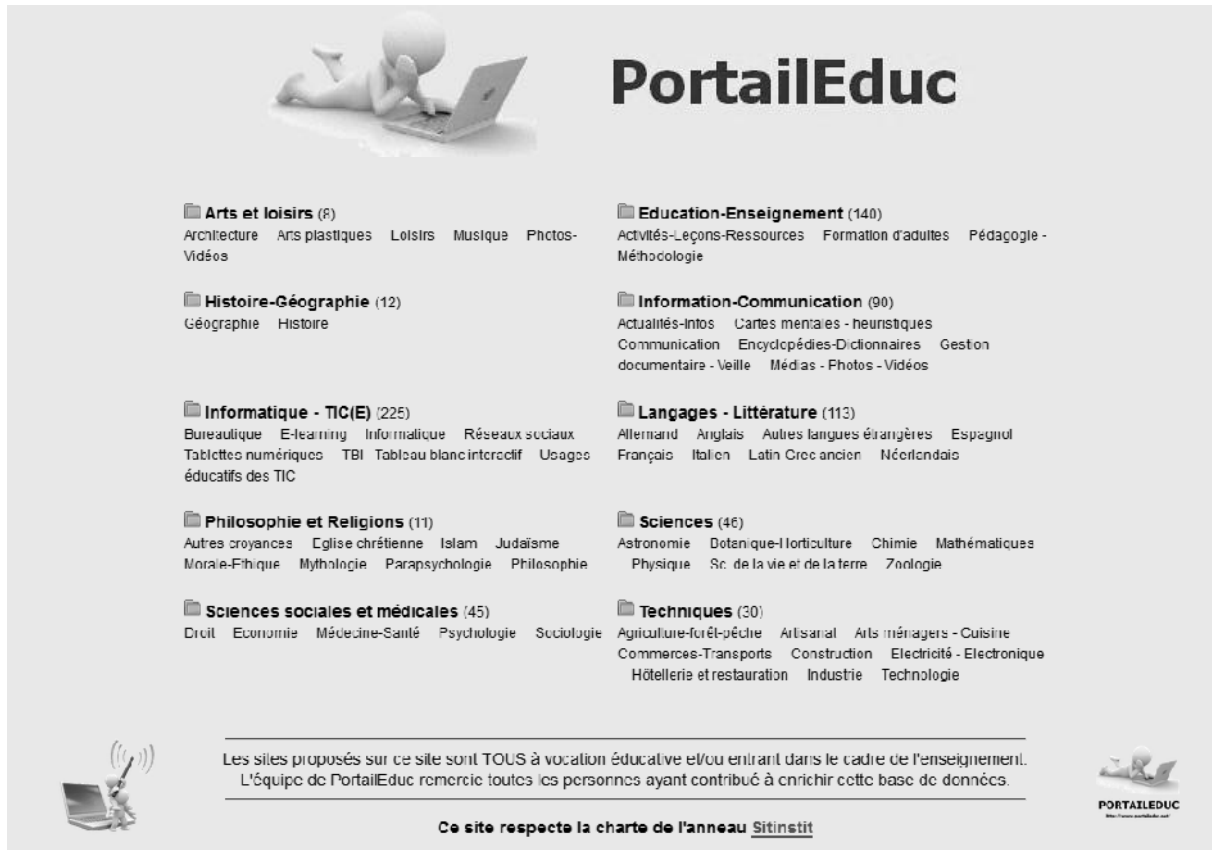 PortailEduc
Arts et loisirs (8)
Architecture Arts plastiques Loisirs Musique Photos-
Vidéos
Education-Enseignement (140)
Activités-Leçons-Ressources Formation d'adultes Pédagogie -
Méthodologie
Histoire-Géographie (12)
Géographie Histoire
Information-Communication (90)
Actualités-Infos Cartes mentales - heuristiques
Communication Encyclopédies-Dictionnaires Gestion
documentaire - Veille Médias - Photos - Vidéos
Informatique - TIC(E) (225)
Bureautique E-learning Informatique Réseaux sociaux
Tablettes numériques TBI Tableau blanc interactif Usages
éducatifs des TIC
Langages - Littérature (113)
Allemand Anglais Autres langues étrangères Espagnol
Français Italien Latin Grec ancien Néerlandais
Philosophie et Religions (11)
Autres croyances Eglise chrétienne Islam Judaïsme
Morale-Ethique Mythologie Parapsychologie Philosophie
Sciences (46)
Astronomie Botanique-Horticulture Chimie Mathématiques
Physique Sc. de la vie et de la terre Zoologie
Sciences sociales et médicales (45)
Droit Economie Médecine-Santé Psychologie Sociologie
Techniques (30)
Agriculture-forêt-pêche Artisanat Arts ménagers - Cuisine
Commerces-Transports Construction Electricité - Electronique
Hôtellerie et restauration Industrie Technologie
Les sites proposés sur ce site sont TOUS à vocation éducative et/ou entrant dans le cadre de l'enseignement.
L'équipe de PortailEduc remercie toutes les personnes ayant contribué à enrichir cette base de données.
PORTAILEDUC
Ce site respecte la charte de l'anneau Sitinstit